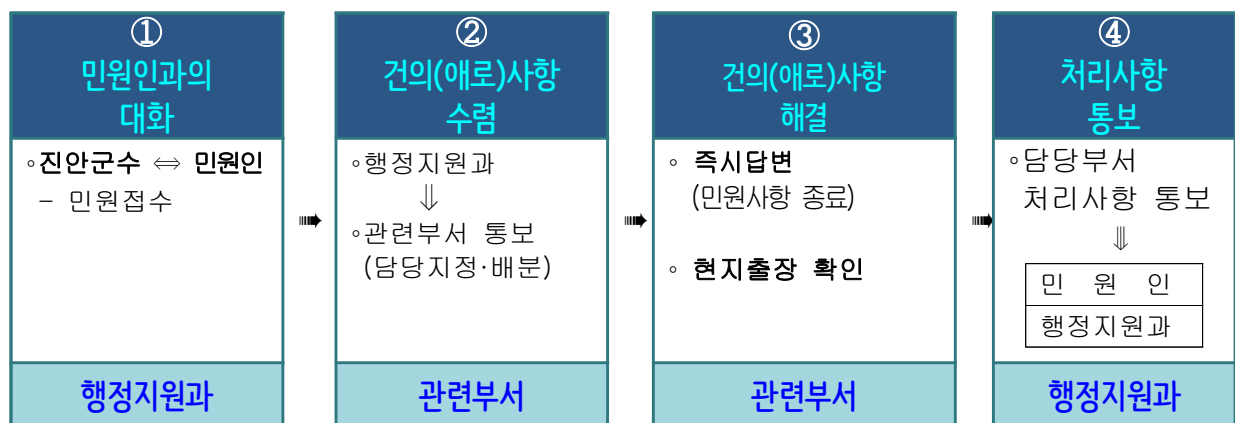 ①
민원인과의
대화
◦진안군수 ⇔ 민원인
- 민원접수
행정지원과
②
건의(애로)사항
수렴
◦행정지원과
⇓
◦관련부서 통보
(담당지정·배분)
관련부서
③
건의(애로)사항
해결
◦ 즉시답변
(민원사항 종료)
◦ 현지출장 확인
관련부서
④
처리사항
통보
◦담당부서
처리사항 통보
⇓
민 원 인
행정지원과
행정지원과